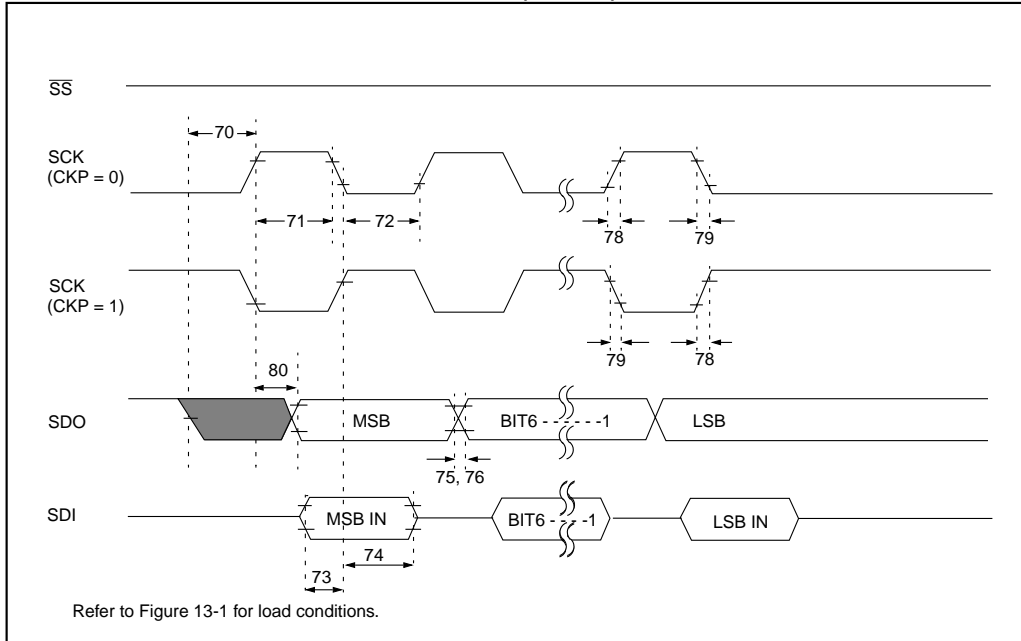 SS
70
SCK
(CKP = 0)
71
72
78
79
SCK
(CKP = 1)
79
78
80
SDO
MSB
BIT6 - - - - - -1
LSB
75, 76
SDI
MSB IN
BIT6 - - - - -1
LSB IN
74
73
Refer to Figure 13-1 for load conditions.